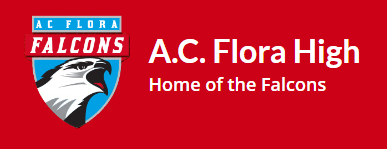 AC FLORA
FALCONS
A.C. Flora High
Home of the Falcons